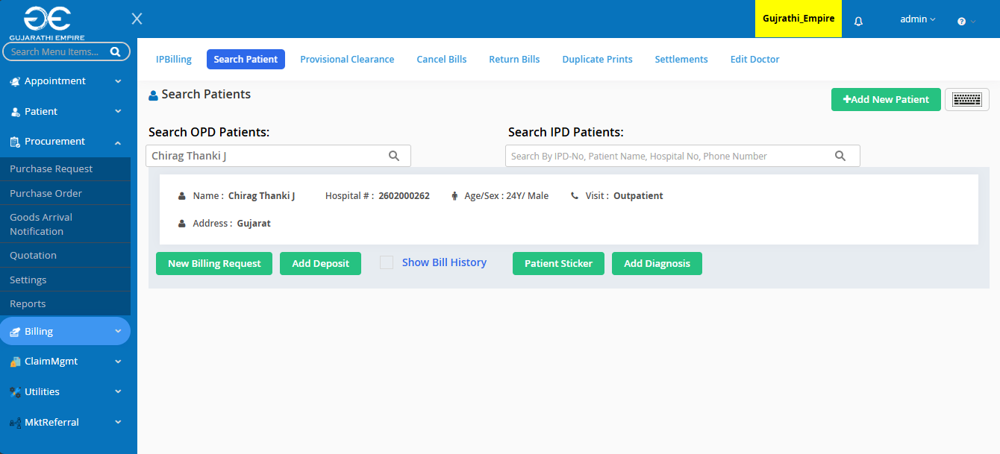 GUJARATHI EMPIRE
Search Menu Items...
Appointment
Patient
Procurement
Purchase Request
Purchase Order
Goods Arrival
Notification
Quotation
Settings
Reports
Billing
ClaimMgmt
Utilities
MktReferral
Gujrathi_Empire
admin
IPBilling Search Patient Provisional Clearance Cancel Bills Return Bills Duplicate Prints Settlements Edit Doctor
Search Patients
Add New Patient
Search OPD Patients: Search IPD Patients:
Chirag Thanki J Search By IPD-No, Patient Name, Hospital No, Phone Number
Name : Chirag Thanki J Hospital # : 2602000262 Age/Sex : 24Y/ Male Visit : Outpatient
Address : Gujarat
New Billing Request Add Deposit Show Bill History Patient Sticker Add Diagnosis